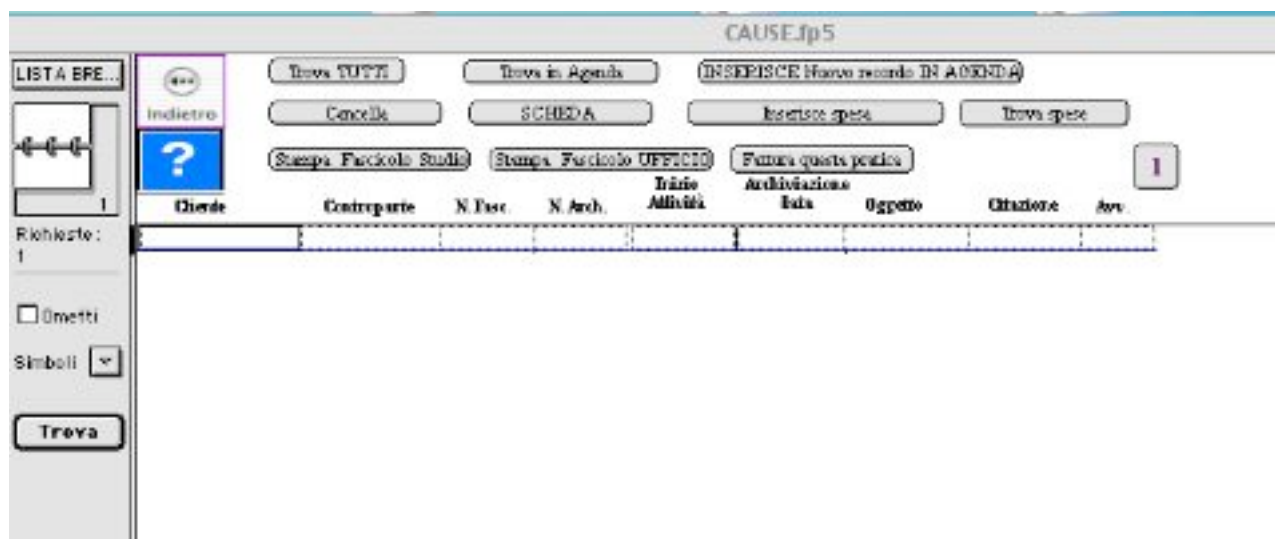 CAUSE.fp5
LISTA BRE...
Indietro
Trova TUTTI
Trova in Agenda
INSERISCE Nuovo recordo IN AGENDA
Cancella
SCHEDA
Inserisce spesa
Trova spese
?
Stampa Fascicolo Studio
Stampa Fascicolo UFFICIO
Fattura questa pratica
1
1
Cliente
Controparte
N. Fasc.
N. Arch.
Inizio
Attività
Archiviazione
Data
Oggetto
Citazione
Avv.
Richieste:
1
Ometti
Simboli
Trova